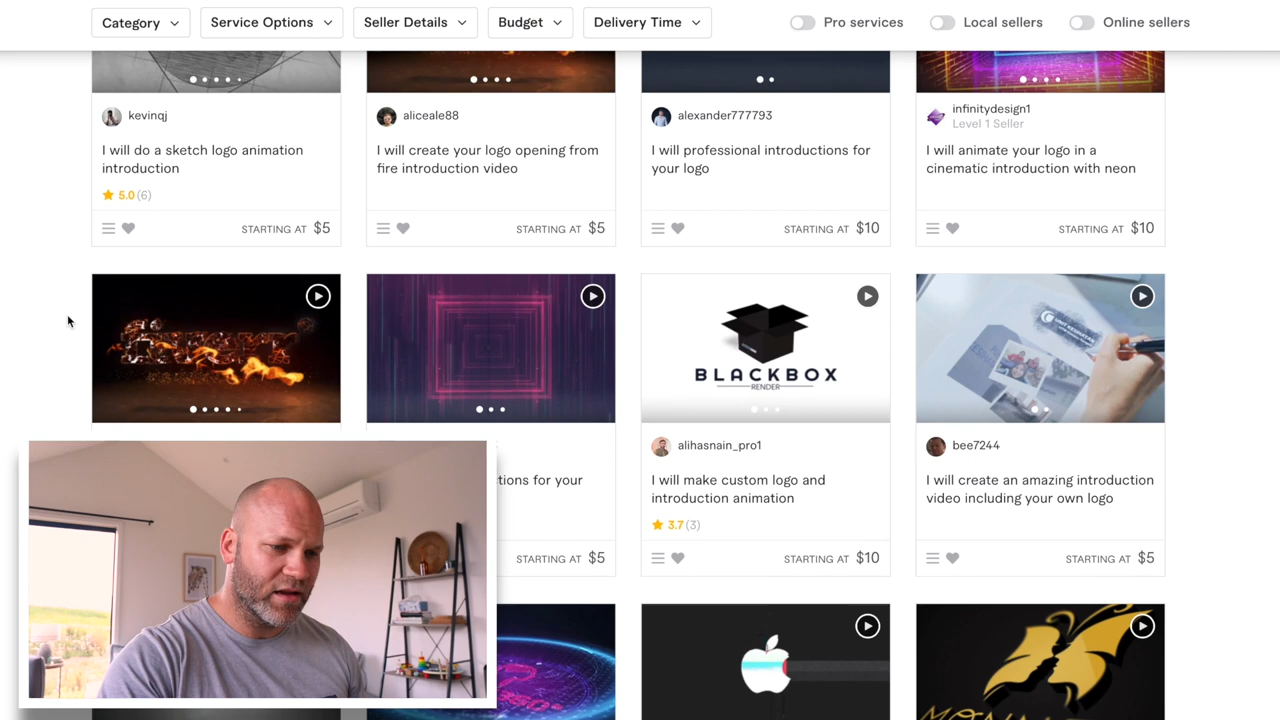 Category
Service Options
Seller Details
Budget
Delivery Time
Pro services
Local sellers
Online sellers
kevinqj
I will do a sketch logo animation
introduction
5.0 (6)
STARTING AT $5
aliceale88
I will create your logo opening from
fire introduction video
STARTING AT $5
alexander777793
I will professional introductions for
your logo
STARTING AT $10
infinitydesign1
Level 1 Seller
I will animate your logo in a
cinematic introduction with neon
STARTING AT $10
tions for your
STARTING AT $5
BLACKBOX
RENDER
alihasnain_pro1
I will make custom logo and
introduction animation
3.7 (3)
STARTING AT $10
bee7244
I will create an amazing introduction
video including your own logo
STARTING AT $5